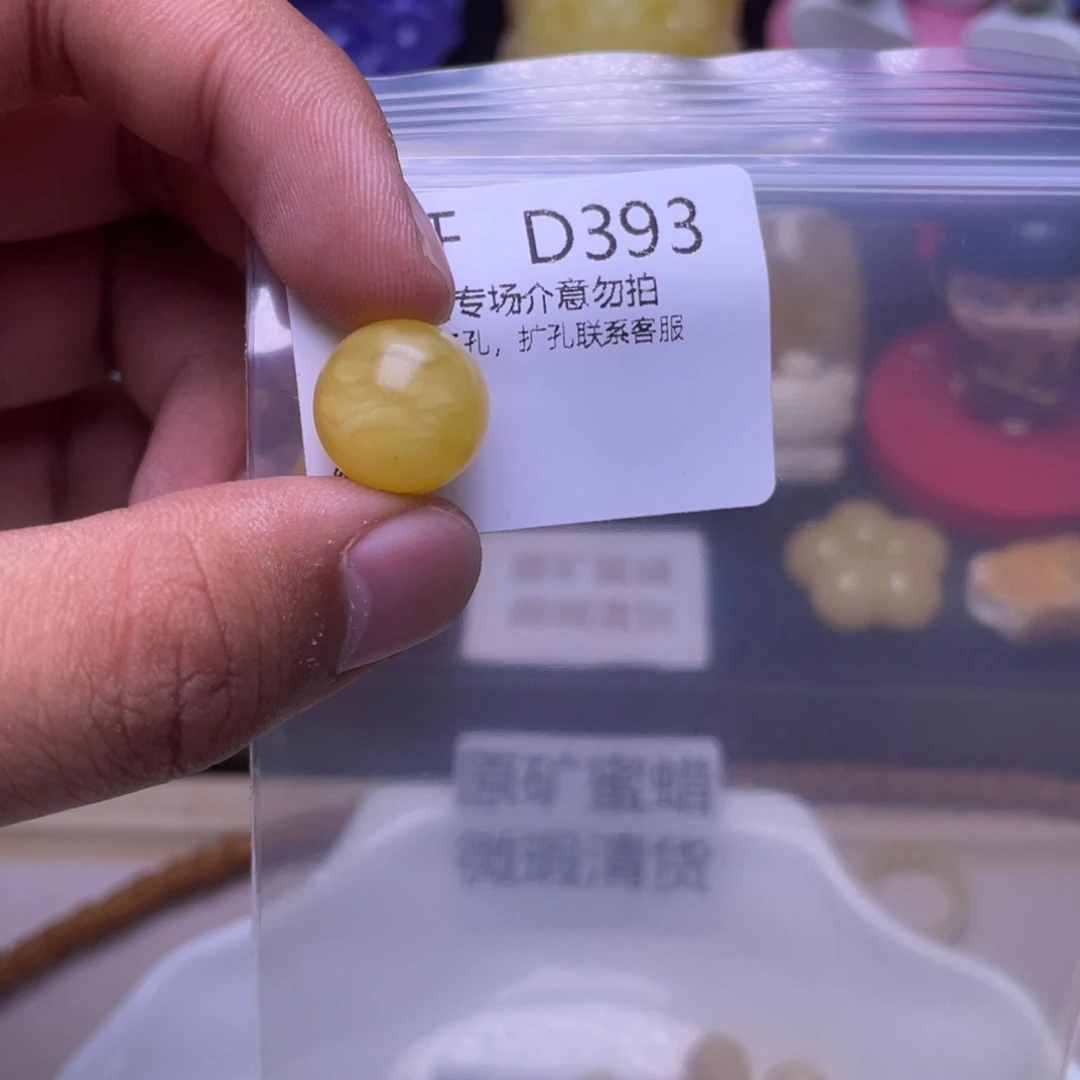 D393
专场介意勿拍
孔，扩孔联系客服
原矿蜜蜡
微瑕清货